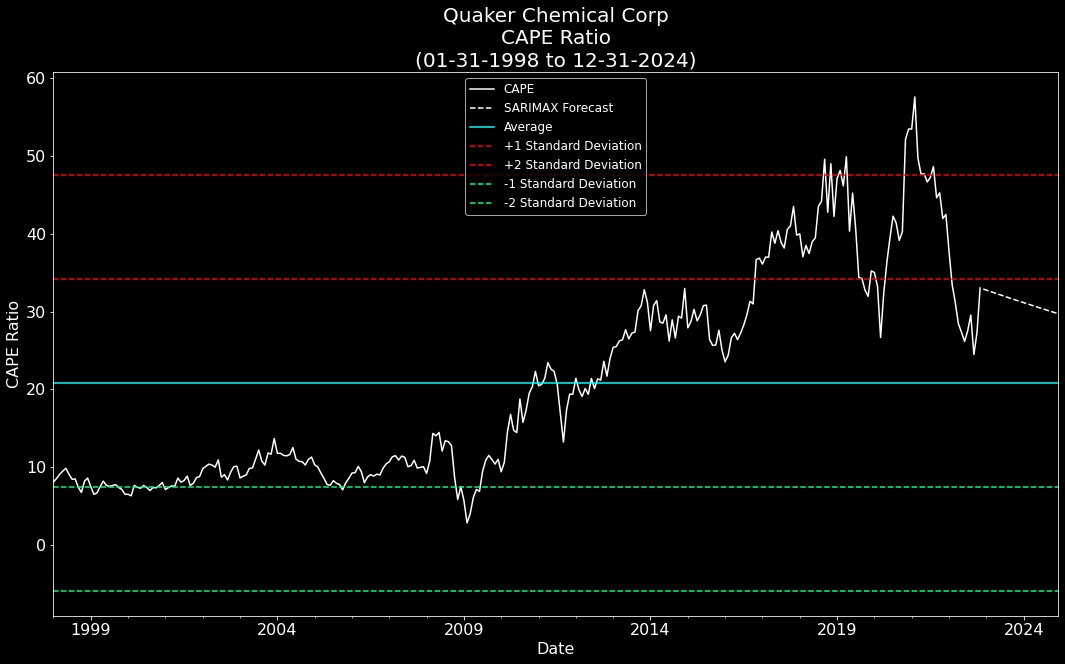 Quaker Chemical Corp
CAPE Ratio
(01-31-1998 to 12-31-2024)
CAPE
SARIMAX Forecast
Average
+1 Standard Deviation
+2 Standard Deviation
-1 Standard Deviation
-2 Standard Deviation
60
50
40
30
20
10
0
CAPE Ratio
1999
2004
2009
2014
2019
2024
Date